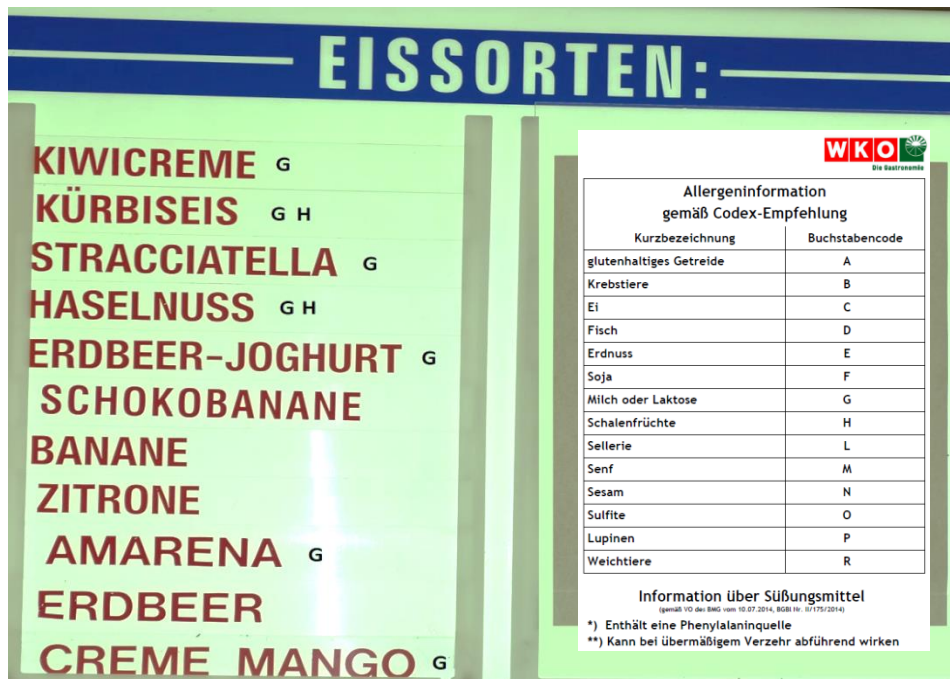 EISSORTEN:
KIWICREME G
KÜRBISEIS G H
STRACCIATELLA G
HASELNUSS G H
ERDBEER-JOGHURT G
SCHOKOBANANE
BANANE
ZITRONE
AMARENA G
ERDBEER
CREME MANGO G
WKO
Die Gastronomie
Allergeninformation
gemäß Codex-Empfehlung
Kurzbezeichnung Buchstabencode
glutenhaltiges Getreide A
Krebstiere B
Ei C
Fisch D
Erdnuss E
Soja F
Milch oder Laktose G
Schalenfrüchte H
Sellerie L
Senf M
Sesam N
Sulfite O
Lupinen P
Weichtiere R
Information über Süßungsmittel
(gemäß VO des BMG vom 10.07.2014, BGBl Nr. II/175/2014)
*) Enthält eine Phenylalaninquelle
**) Kann bei übermäßigem Verzehr abführend wirken